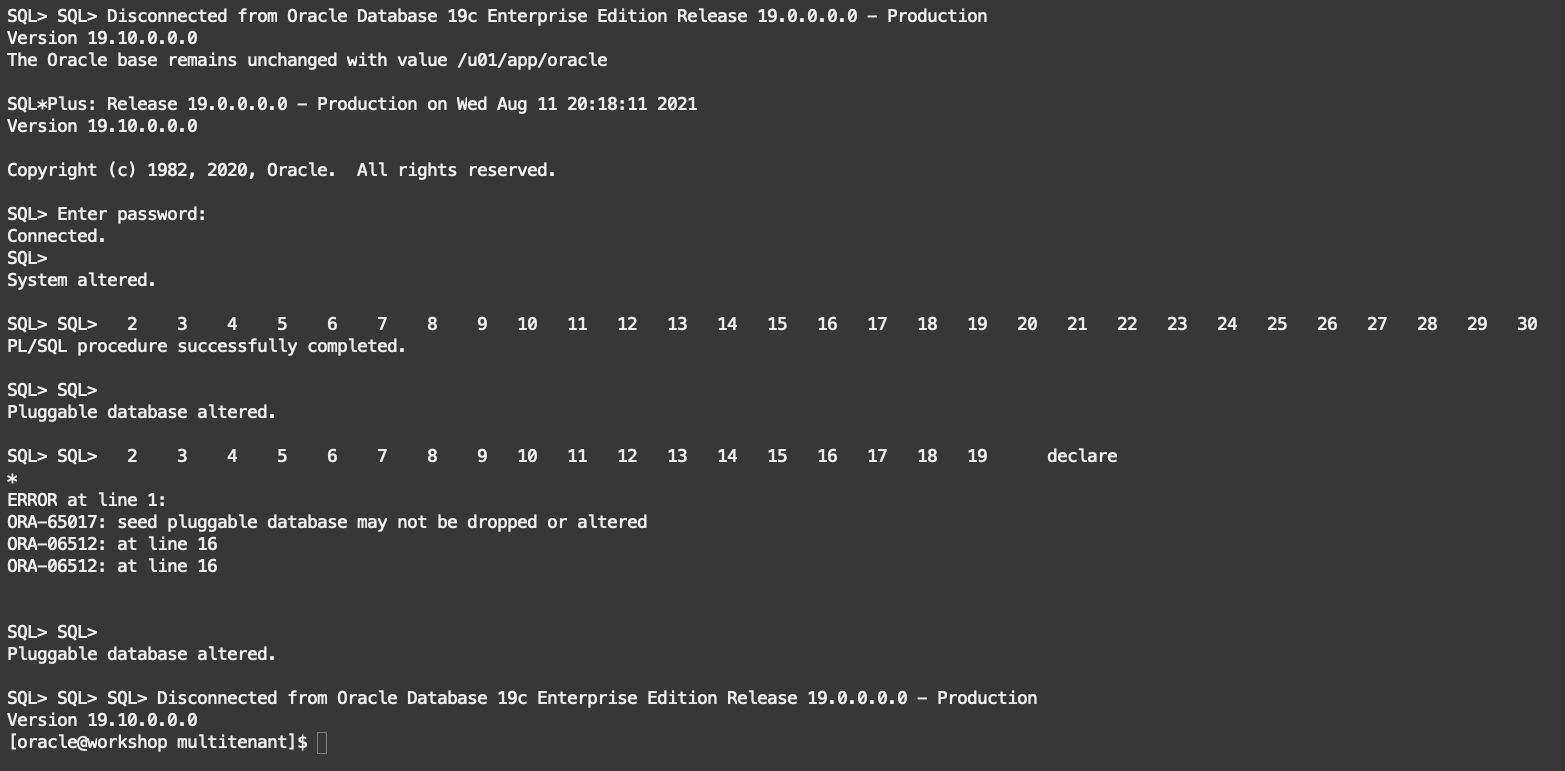 SQL> SQL> Disconnected from Oracle Database 19c Enterprise Edition Release 19.0.0.0.0 - Production
Version 19.10.0.0.0
The Oracle base remains unchanged with value /u01/app/oracle
SQL*Plus: Release 19.0.0.0.0 - Production on Wed Aug 11 20:18:11 2021
Version 19.10.0.0.0
Copyright (c) 1982, 2020, Oracle.  All rights reserved.
SQL> Enter password:
Connected.
SQL>
System altered.
SQL> SQL>   2    3    4    5    6    7    8    9   10   11   12   13   14   15   16   17   18   19   20   21   22   23   24   25   26   27   28   29   30
PL/SQL procedure successfully completed.
SQL> SQL>
Pluggable database altered.
SQL> SQL>   2    3    4    5    6    7    8    9   10   11   12   13   14   15   16   17   18   19      declare
*
ERROR at line 1:
ORA-65017: seed pluggable database may not be dropped or altered
ORA-06512: at line 16
ORA-06512: at line 16
SQL> SQL>
Pluggable database altered.
SQL> SQL> SQL> Disconnected from Oracle Database 19c Enterprise Edition Release 19.0.0.0.0 - Production
Version 19.10.0.0.0
[oracle@workshop multitenant]$